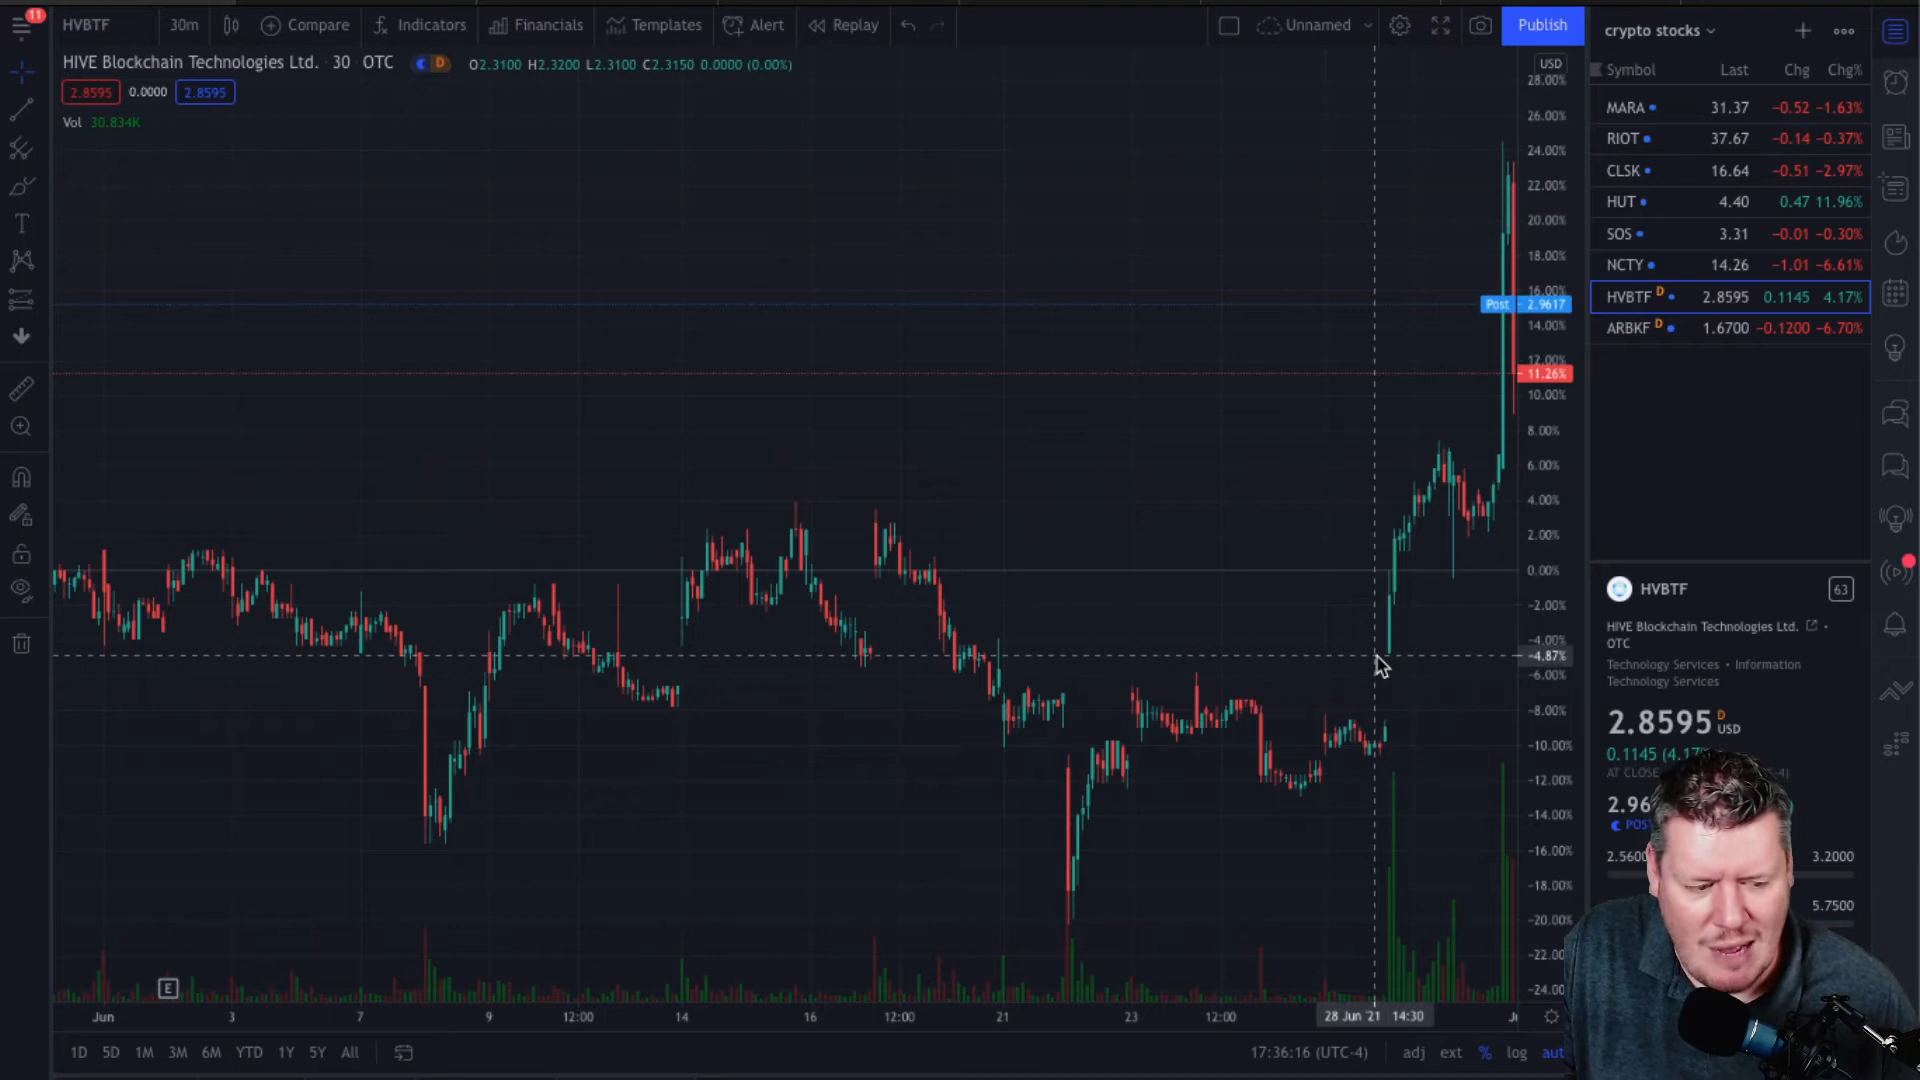 11
HVBTF 30m Compare Indicators Financials Templates Alert Replay Unnamed Publish
HIVE Blockchain Technologies Ltd. · 30 · OTC D O2.3100 H2.3200 L2.3100 C2.3150 0.0000 (0.00%)
2.8595 0.0000 2.8595
Vol 30.834K
USD
28.00%
26.00%
24.00%
22.00%
20.00%
18.00%
16.00%
Post 2.9617
14.00%
12.00%
11.26%
10.00%
8.00%
6.00%
4.00%
2.00%
0.00%
−2.00%
−4.00%
−4.87%
−6.00%
−8.00%
−10.00%
−12.00%
−14.00%
−16.00%
−18.00%
−20.00%
−22.00
−24.00
E
Jun 3 7 9 12:00 14 16 12:00 21 23 12:00 28 Jun '21 14:30
1D 5D 1M 3M 6M YTD 1Y 5Y All 17:36:16 (UTC-4) adj ext % log
crypto stocks
Symbol Last Chg Chg%
MARA 31.37 −0.52 −1.63%
RIOT 37.67 −0.14 −0.37%
CLSK 16.64 −0.51 −2.97%
HUT 4.40 0.47 11.96%
SOS 3.31 −0.01 −0.30%
NCTY 14.26 −1.01 −6.61%
HVBTF D 2.8595 0.1145 4.17%
ARBKF D 1.6700 −0.1200 −6.70%
HVBTF 63
HIVE Blockchain Technologies Ltd. ·
OTC
Technology Services · Information
Technology Services
2.8595 D USD
0.1145 (4.17%
AT CLOSE
2.96
3.2000
5.7500